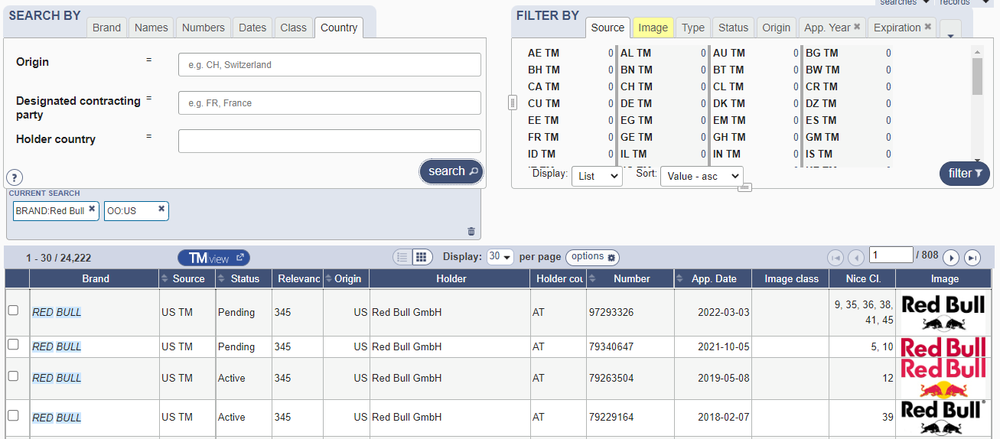 searches records
SEARCH BY
Brand Names Numbers Dates Class Country
Origin = e.g. CH, Switzerland
Designated contracting party = e.g. FR, France
Holder country =
? search
CURRENT SEARCH
BRAND:Red Bull OO:US
FILTER BY
Source Image Type Status Origin App. Year Expiration
AE TM 0 AL TM 0 AU TM 0 BG TM 0
BH TM 0 BN TM 0 BT TM 0 BW TM 0
CA TM 0 CH TM 0 CL TM 0 CR TM 0
CU TM 0 DE TM 0 DK TM 0 DZ TM 0
EE TM 0 EG TM 0 EM TM 0 ES TM 0
FR TM 0 GE TM 0 GH TM 0 GM TM 0
ID TM 0 IL TM 0 IN TM 0 IS TM 0
Display: List Sort: Value - asc filter
1 - 30 / 24,222 TM view Display: 30 per page options 1 / 808
Brand Source Status Relevanc Origin Holder Holder cou Number App. Date Image class Nice Cl. Image
RED BULL US TM Pending 345 US Red Bull GmbH AT 97293326 2022-03-03 9, 35, 36, 38, 41, 45 Red Bull
RED BULL US TM Pending 345 US Red Bull GmbH AT 79340647 2021-10-05 5, 10 Red Bull
RED BULL US TM Active 345 US Red Bull GmbH AT 79263504 2019-05-08 12 Red Bull
RED BULL US TM Active 345 US Red Bull GmbH AT 79229164 2018-02-07 39 Red Bull